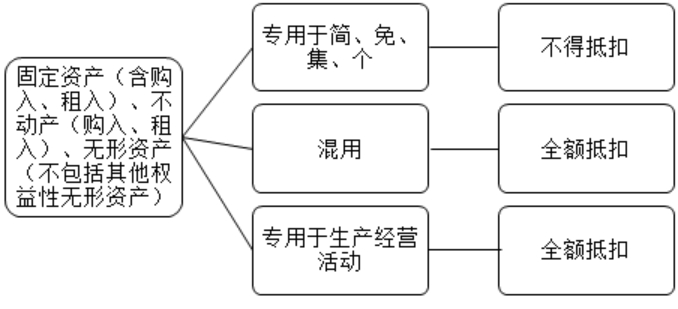 固定资产（含购
入、租入）、不
动产（购入、租
入）、无形资产
（不包括其他权
益性无形资产）
专用于简、免、
集、个
不得抵扣
混用
全额抵扣
专用于生产经营
活动
全额抵扣